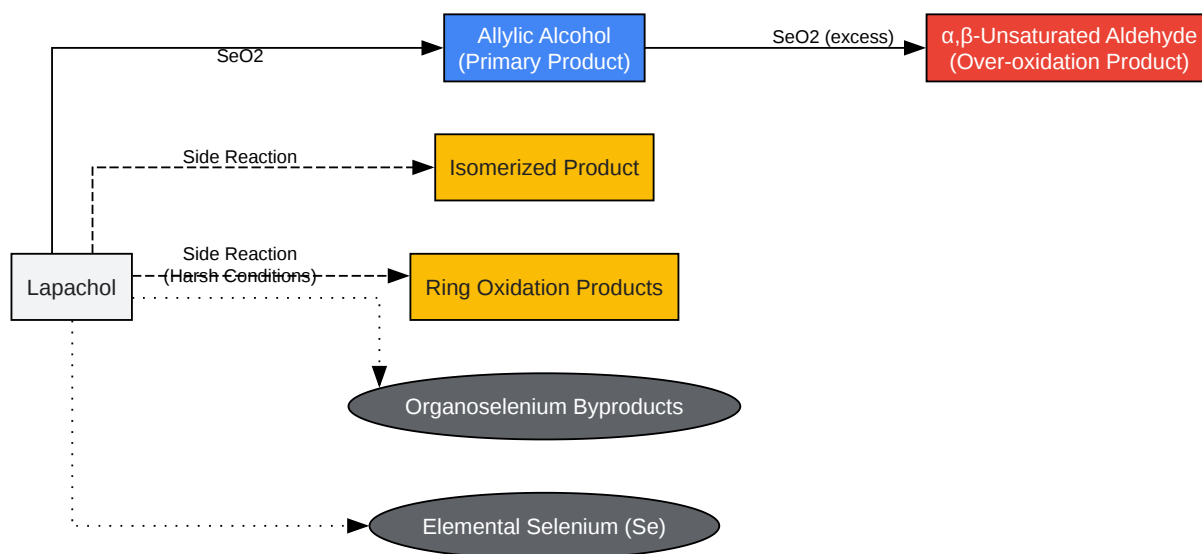 Allylic Alcohol
(Primary Product)
SeO2
SeO2 (excess)
α,β-Unsaturated Aldehyde
(Over-oxidation Product)
Side Reaction
Isomerized Product
Side Reaction
(Harsh Conditions)
Lapachol
Ring Oxidation Products
Organoselenium Byproducts
Elemental Selenium (Se)